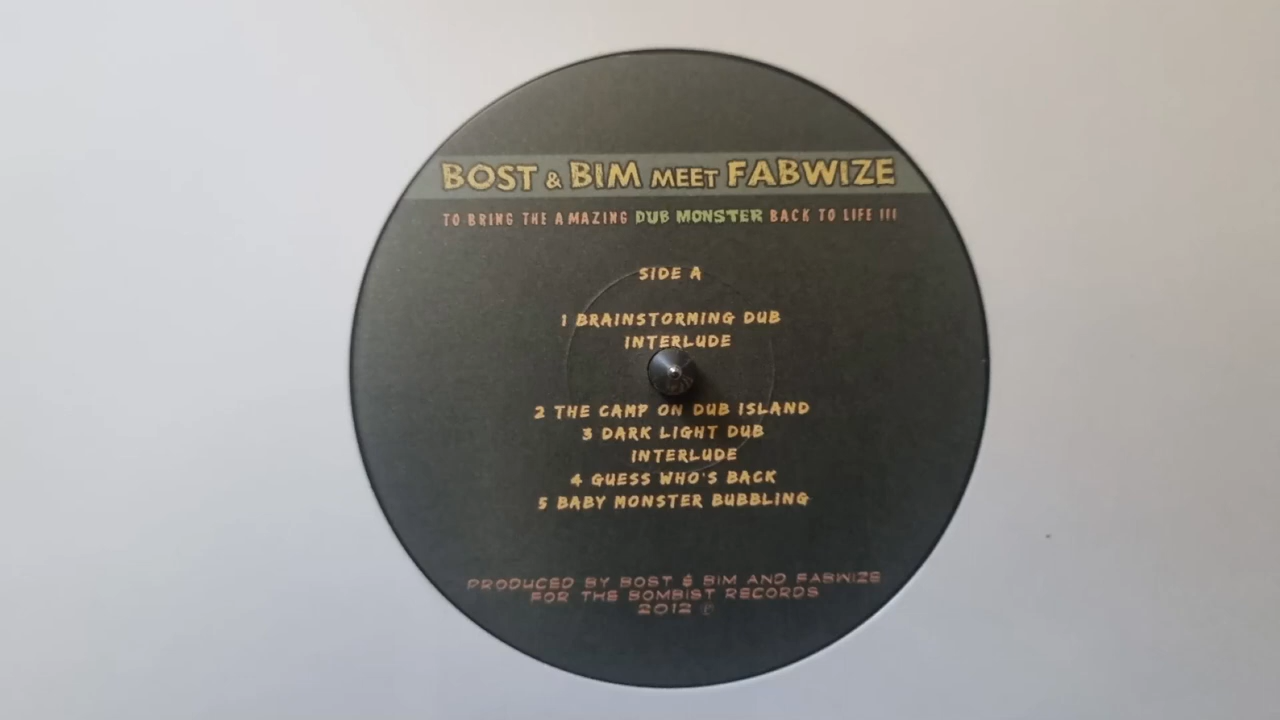 BOST & BIM MEET FABWIZE
TO BRING THE AMAZING DUB MONSTER BACK TO LIFE !!!
SIDE A
1 BRAINSTORMING DUB
INTERLUDE
2 THE CAMP ON DUB ISLAND
3 DARK LIGHT DUB
INTERLUDE
4 GUESS WHO'S BACK
5 BABY MONSTER BUBBLING
PRODUCED BY BOST & BIM AND FABWIZE
FOR THE BOMBIST RECORDS
2012 ℗